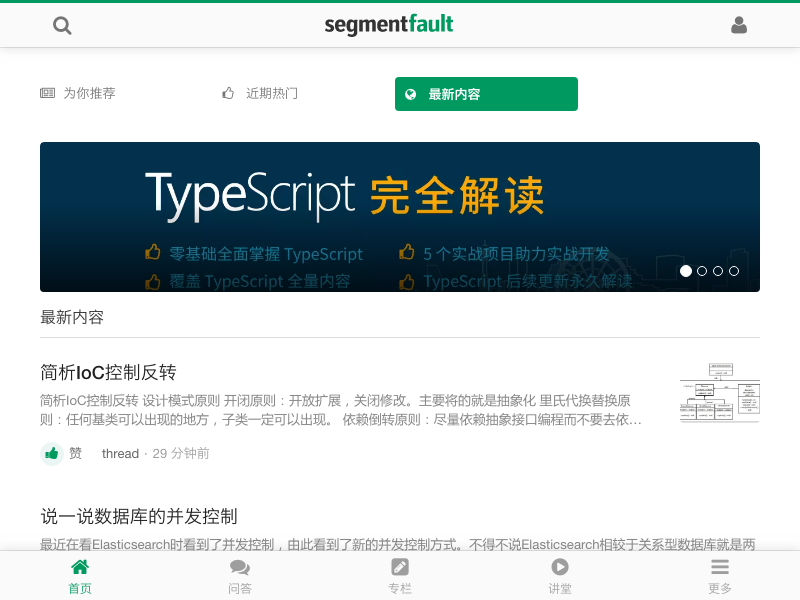 segmentfault
为你推荐
近期热门
最新内容
TypeScript 完全解读
零基础全面掌握 TypeScript
5 个实战项目助力实战开发
覆盖 TypeScript 全量内容
TypeScript 后续更新永久解读
最新内容
简析IoC控制反转
简析IoC控制反转 设计模式原则 开闭原则：开放扩展，关闭修改。主要将的就是抽象化 里氏代换替换原
则：任何基类可以出现的地方，子类一定可以出现。 依赖倒转原则：尽量依赖抽象接口编程而不要去依…
赞 thread · 29 分钟前
说一说数据库的并发控制
最近在看Elasticsearch时看到了并发控制，由此看到了新的并发控制方式。不得不说Elasticsearch相较于关系型数据库就是两
首页
问答
专栏
讲堂
更多